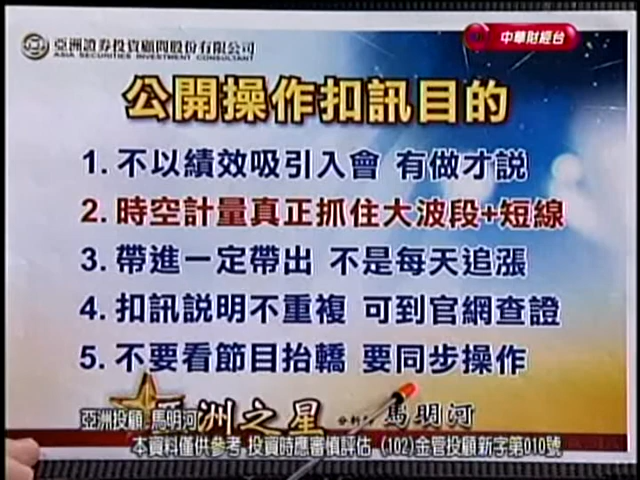 亞洲證券投資顧問股份有限公司
ASIA SECURITIES INVESTMENT CONSULTANT
中華財經台
公開操作扣訊目的
1. 不以績效吸引入會 有做才説
2. 時空計量真正抓住大波段+短線
3. 帶進一定帶出 不是每天追漲
4. 扣訊説明不重複 可到官網查證
5. 不要看節目抬轎 要同步操作
洲之星 馬明河
亞洲投顧 馬明河
本資料僅供參考 投資時應審慎評估 (102)金管投顧新字第010號